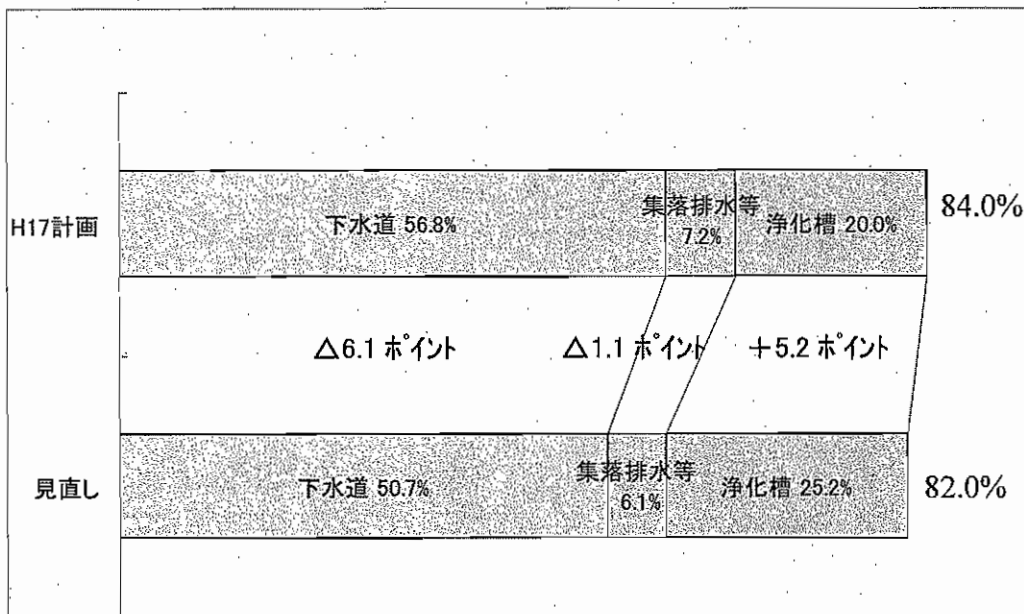 H17計画
下水道 56.8%
集落排水等
7.2%
浄化槽 20.0%
84.0%
△6.1 ポイント
△1.1 ポイント
＋5.2 ポイント
見直し
下水道 50.7%
集落排水等
6.1%
浄化槽 25.2%
82.0%